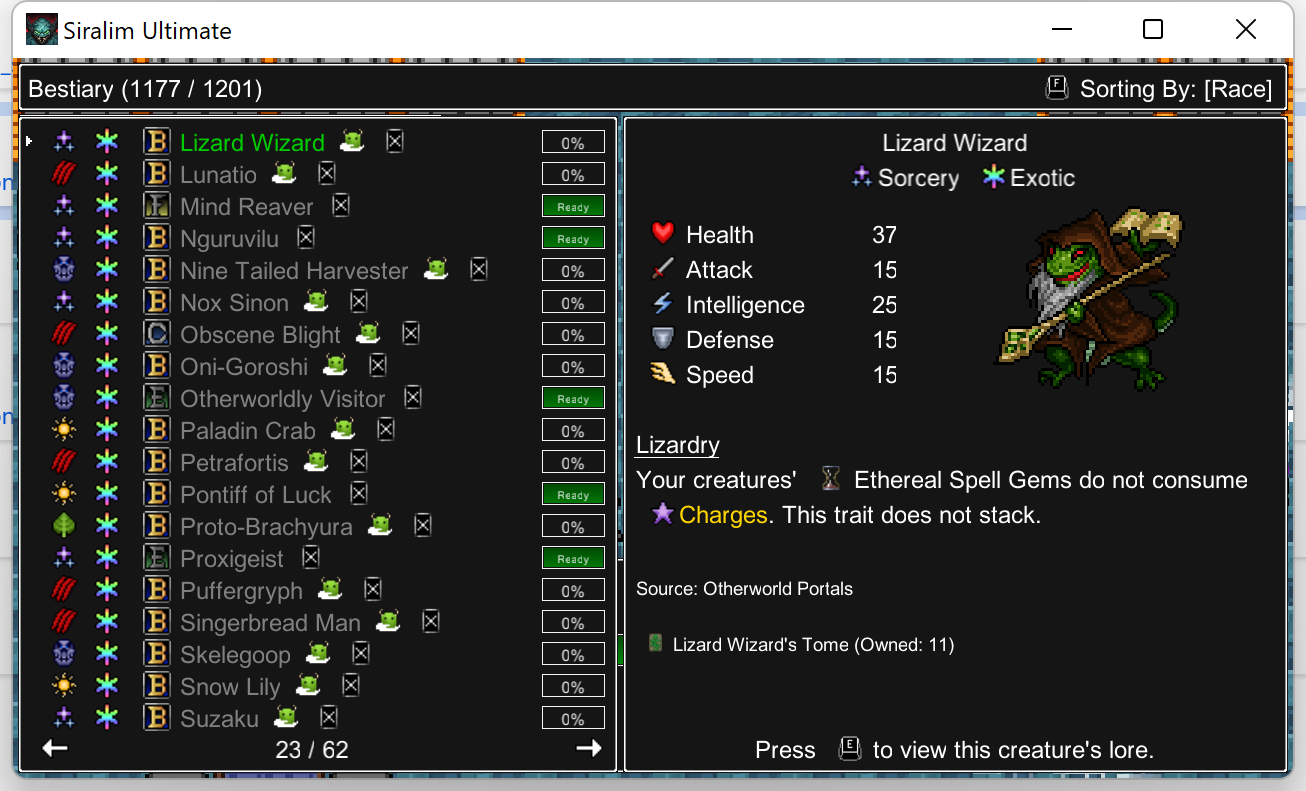 Siralim Ultimate
Bestiary (1177 / 1201)
F Sorting By: [Race]
B Lizard Wizard 0%
B Lunatio 0%
F Mind Reaver Ready
B Nguruvilu Ready
B Nine Tailed Harvester 0%
B Nox Sinon 0%
C Obscene Blight 0%
B Oni-Goroshi 0%
E Otherworldly Visitor Ready
B Paladin Crab 0%
B Petrafortis 0%
B Pontiff of Luck Ready
B Proto-Brachyura 0%
E Proxigeist Ready
B Puffergryph 0%
B Singerbread Man 0%
B Skelegoop 0%
B Snow Lily 0%
B Suzaku 0%
23 / 62
Lizard Wizard
Sorcery Exotic
Health 37
Attack 15
Intelligence 25
Defense 15
Speed 15
Lizardry
Your creatures' Ethereal Spell Gems do not consume
Charges. This trait does not stack.
Source: Otherworld Portals
Lizard Wizard's Tome (Owned: 11)
Press E to view this creature's lore.